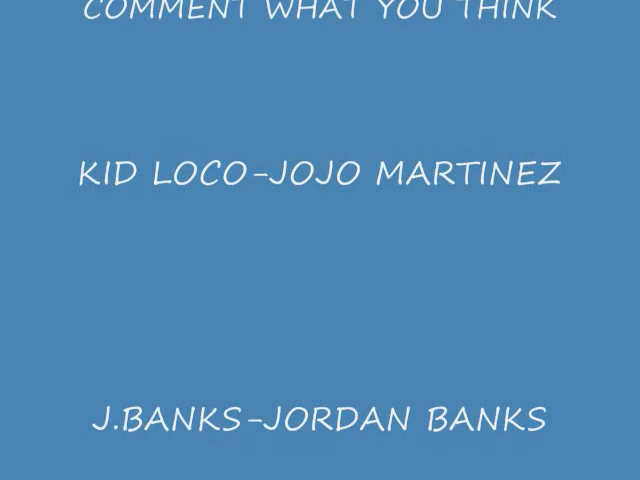 COMMENT WHAT YOU THINK
KID LOCO-JOJO MARTINEZ
J.BANKS-JORDAN BANKS